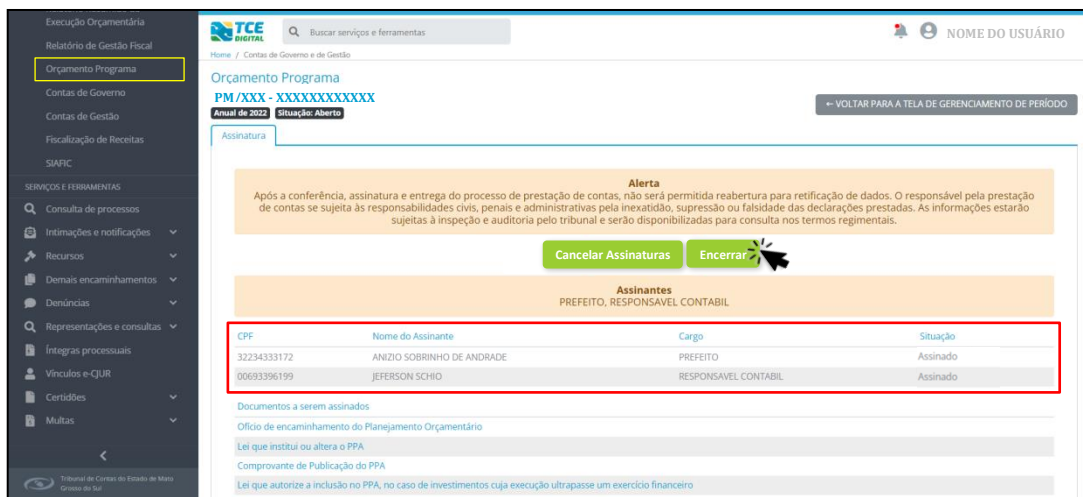 Execução Orçamentária
Relatório de Gestão Fiscal
Orçamento Programa
Contas de Governo
Contas de Gestão
Fiscalização de Receitas
SIAFIC
SERVIÇOS E FERRAMENTAS
Consulta de processos
Intimações e notificações
Recursos
Demais encaminhamentos
Denúncias
Representações e consultas
Íntegras processuais
Vínculos e-CJUR
Certidões
Multas
Tribunal de Contas do Estado de Mato
Grosso do Sul
TCE
DIGITAL
Buscar serviços e ferramentas
NOME DO USUÁRIO
Home / Contas de Governo e de Gestão
Orçamento Programa
PM/XXX - XXXXXXXXXXXX
Anual de 2022 Situação: Aberto
← VOLTAR PARA A TELA DE GERENCIAMENTO DE PERÍODO
Assinatura
Alerta
Após a conferência, assinatura e entrega do processo de prestação de contas, não será permitida reabertura para retificação de dados. O responsável pela prestação
de contas se sujeita às responsabilidades civis, penais e administrativas pela inexatidão, supressão ou falsidade das declarações prestadas. As informações estarão
sujeitas à inspeção e auditoria pelo tribunal e serão disponibilizadas para consulta nos termos regimentais.
Cancelar Assinaturas Encerrar
Assinantes
PREFEITO, RESPONSAVEL CONTABIL
CPF Nome do Assinante Cargo Situação
32234333172 ANIZIO SOBRINHO DE ANDRADE PREFEITO Assinado
00693396199 JEFERSON SCHIO RESPONSAVEL CONTABIL Assinado
Documentos a serem assinados
Ofício de encaminhamento do Planejamento Orçamentário
Lei que institui ou altera o PPA
Comprovante de Publicação do PPA
Lei que autorize a inclusão no PPA, no caso de investimentos cuja execução ultrapasse um exercício financeiro